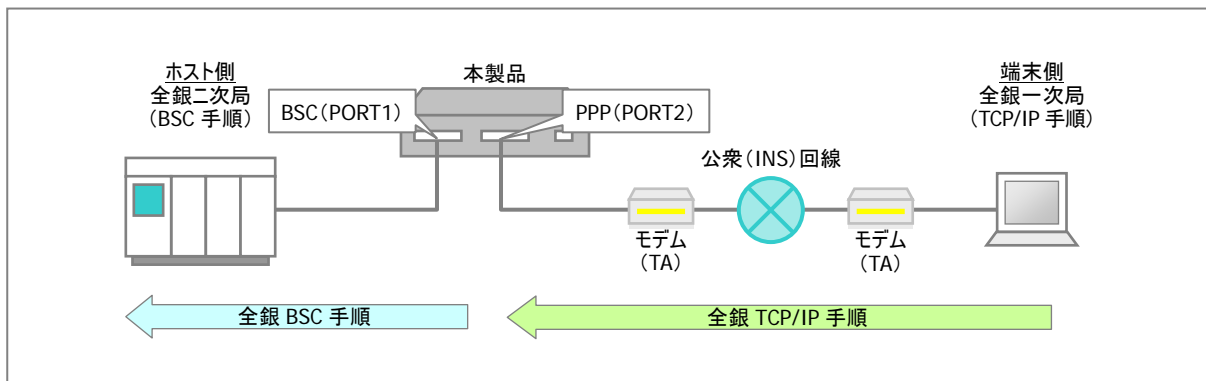 ホスト側
全銀二次局
(BSC 手順)
本製品
BSC(PORT1)
PPP(PORT2)
端末側
全銀一次局
(TCP/IP 手順)
公衆(INS)回線
モデム
(TA)
モデム
(TA)
全銀 BSC 手順
全銀 TCP/IP 手順